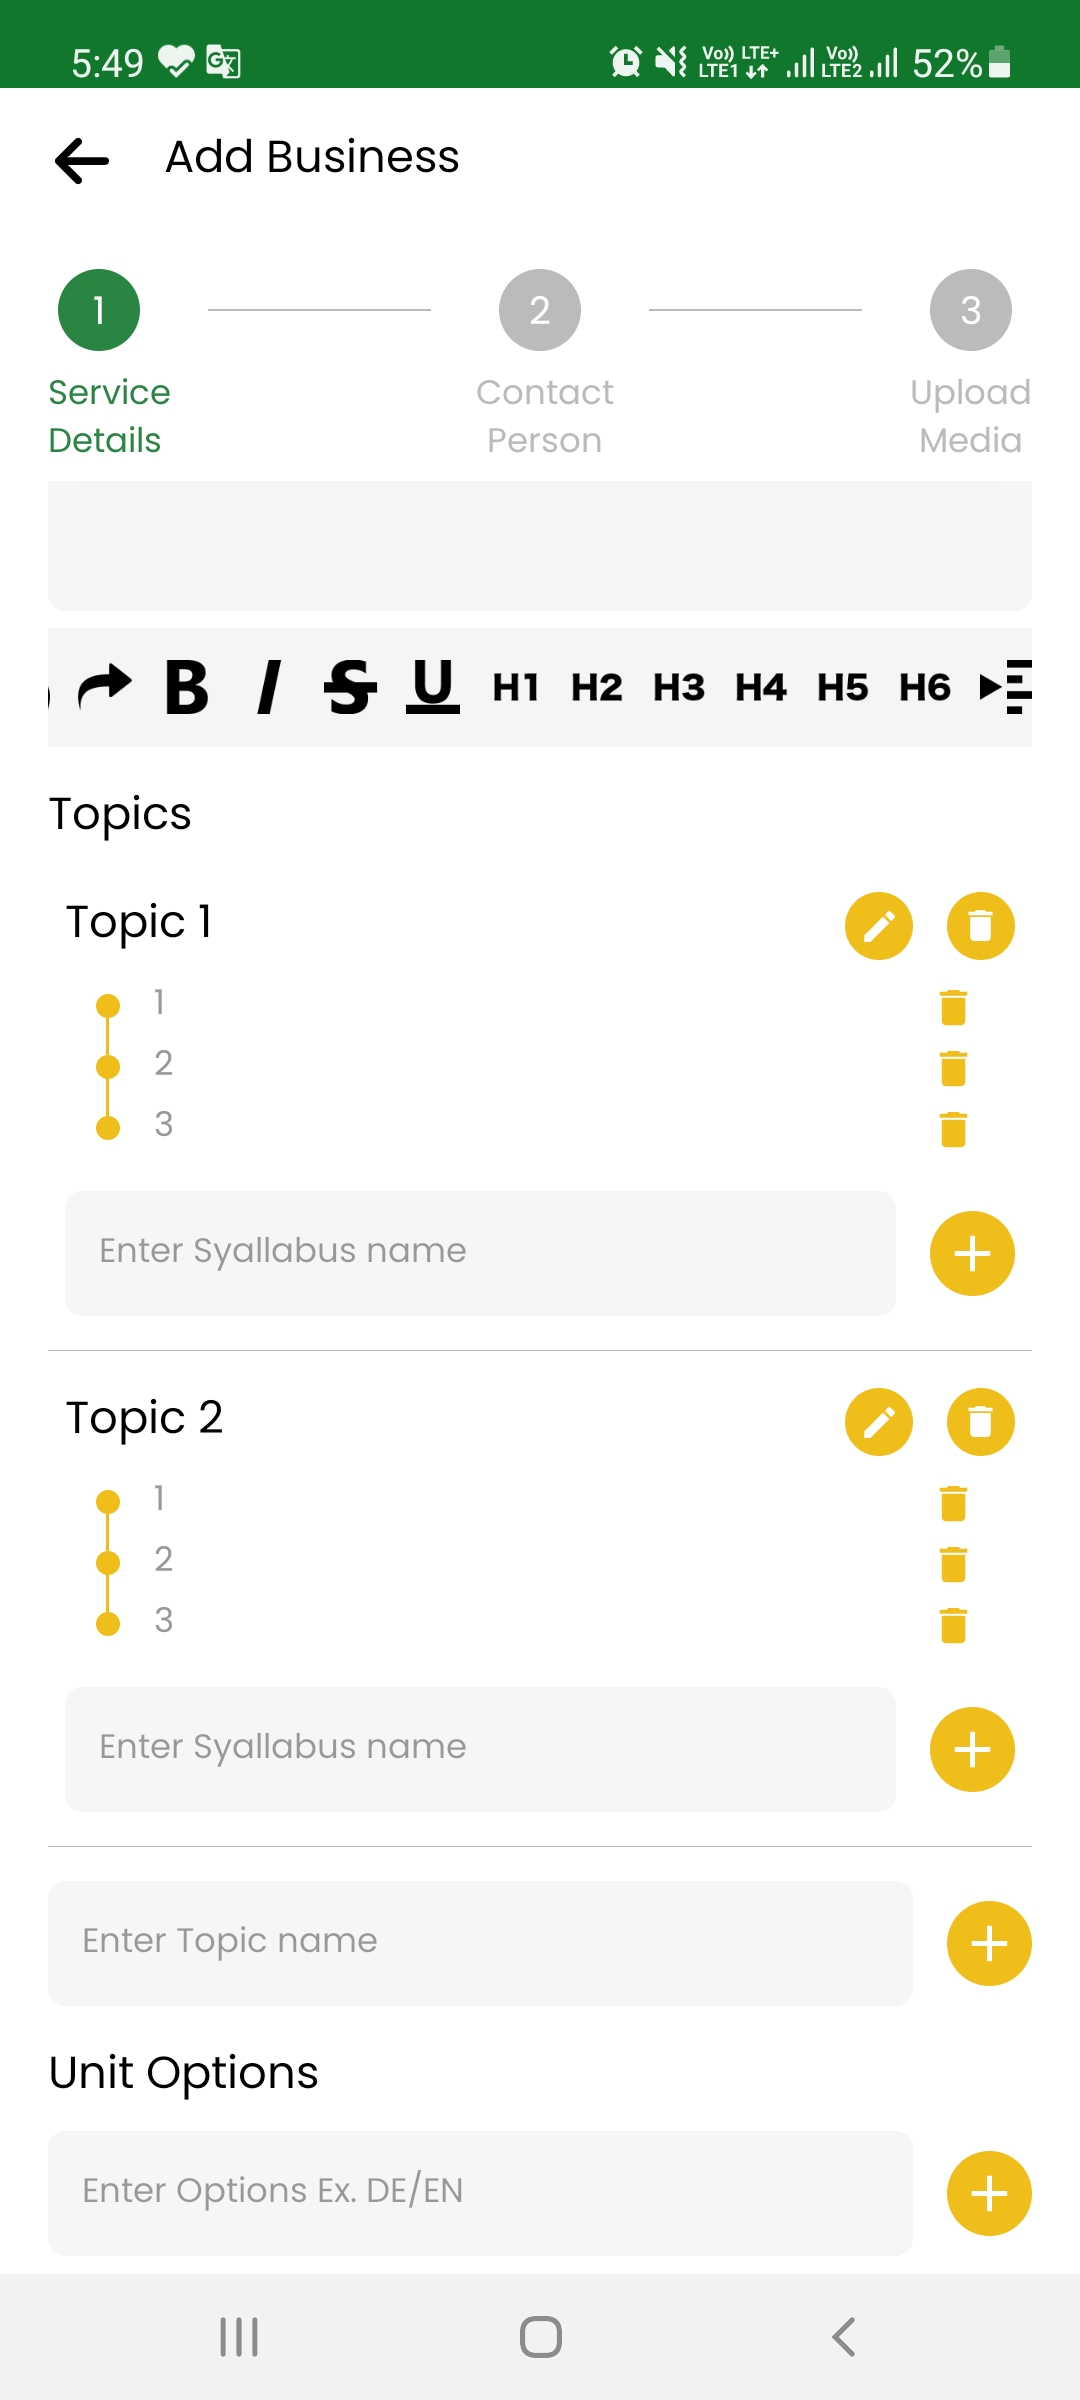 5:49 Vo)) LTE1 LTE+ Vo)) LTE2 52%
Add Business
1 2 3
Service Details
Contact Person
Upload Media
B I S U H1 H2 H3 H4 H5 H6
Topics
Topic 1
1
2
3
Enter Syallabus name
Topic 2
1
2
3
Enter Syallabus name
Enter Topic name
Unit Options
Enter Options Ex. DE/EN